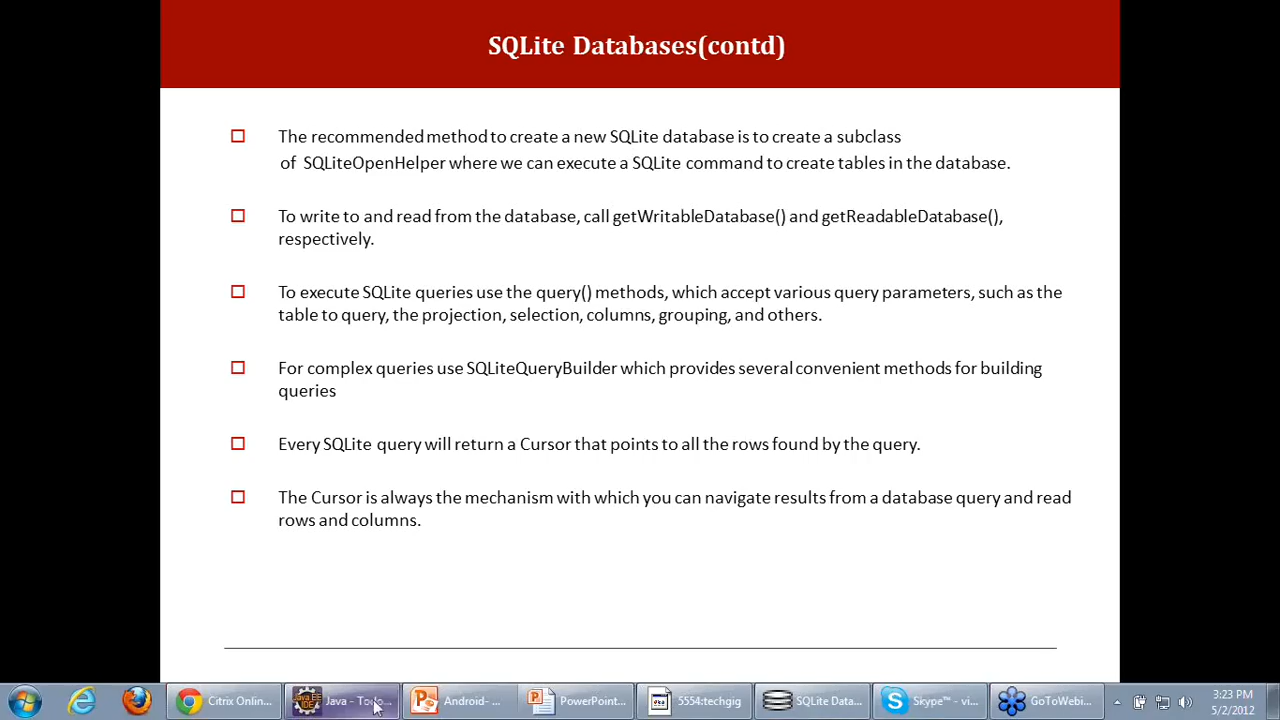 SQLite Databases(contd)
The recommended method to create a new SQLite database is to create a subclass
of SQLiteOpenHelper where we can execute a SQLite command to create tables in the database.
To write to and read from the database, call getWritableDatabase() and getReadableDatabase(),
respectively.
To execute SQLite queries use the query() methods, which accept various query parameters, such as the
table to query, the projection, selection, columns, grouping, and others.
For complex queries use SQLiteQueryBuilder which provides several convenient methods for building
queries
Every SQLite query will return a Cursor that points to all the rows found by the query.
The Cursor is always the mechanism with which you can navigate results from a database query and read
rows and columns.
Citrix Online... Java - Todo... Android- ... PowerPoint... 5554:techgig SQLite Data... Skype™ - vi... GoToWebi... 3:23 PM
5/2/2012